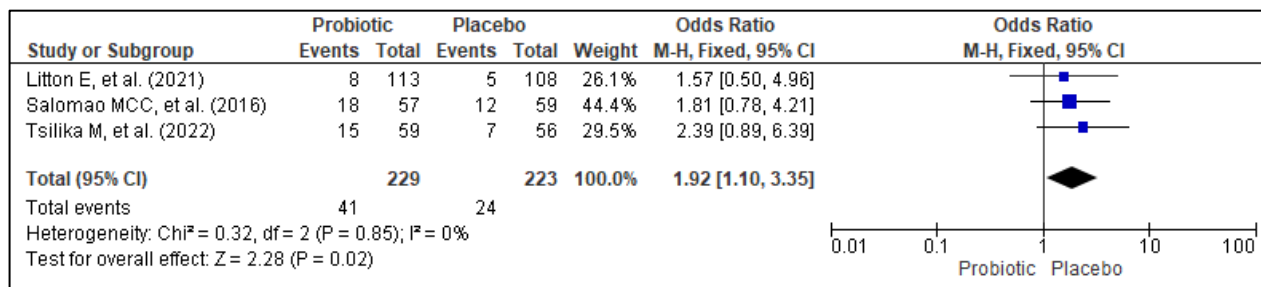 Probiotic Placebo Odds Ratio Odds Ratio
Study or Subgroup Events Total Events Total Weight M-H, Fixed, 95% CI M-H, Fixed, 95% CI
Litton E, et al. (2021) 8 113 5 108 26.1% 1.57 [0.50, 4.96]
Salomao MCC, et al. (2016) 18 57 12 59 44.4% 1.81 [0.78, 4.21]
Tsilika M, et al. (2022) 15 59 7 56 29.5% 2.39 [0.89, 6.39]
Total (95% CI) 229 223 100.0% 1.92 [1.10, 3.35]
Total events 41 24
Heterogeneity: Chi² = 0.32, df = 2 (P = 0.85); I² = 0%
Test for overall effect: Z = 2.28 (P = 0.02)
0.01 0.1 1 10 100
Probiotic Placebo